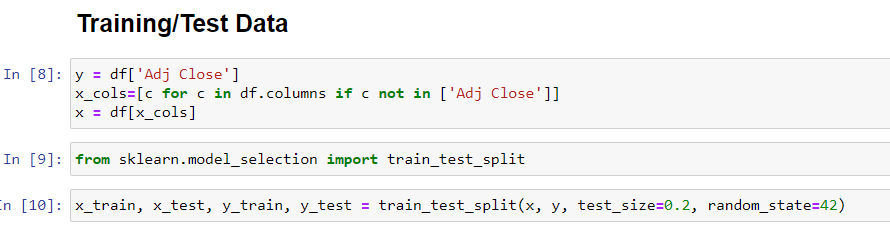 Training/Test Data
In [8]: y = df['Adj Close']
x_cols=[c for c in df.columns if c not in ['Adj Close']]
x = df[x_cols]
In [9]: from sklearn.model_selection import train_test_split
n [10]: x_train, x_test, y_train, y_test = train_test_split(x, y, test_size=0.2, random_state=42)